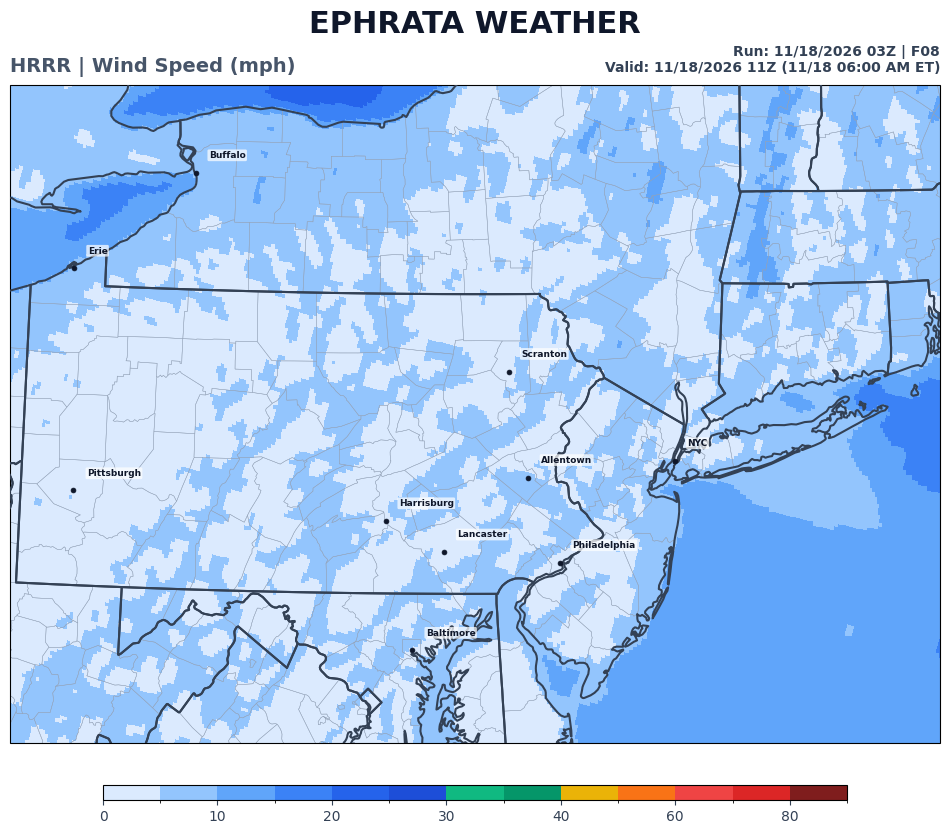 EPHRATA WEATHER
HRRR | Wind Speed (mph)
Run: 11/18/2026 03Z | F08
Valid: 11/18/2026 11Z (11/18 06:00 AM ET)
Buffalo
Erie
Scranton
NYC
Allentown
Pittsburgh
Harrisburg
Lancaster
Philadelphia
Baltimore
0 10 20 30 40 60 80